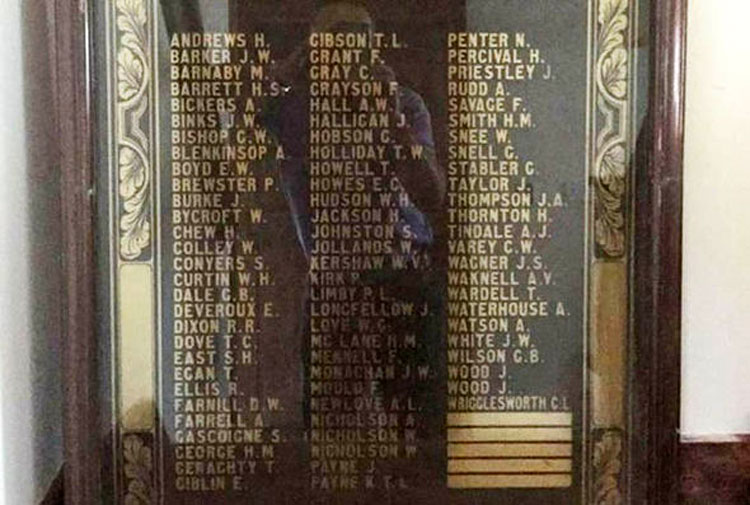 ANDREWS H.
BARKER J.W.
BARNABY M.
BARRETT H.S.
BICKERS A.
BINKS J.W.
BISHOP G.W.
BLENKINSOP A.
BOYD E.W.
BREWSTER P.
BURKE J.
BYCROFT W.
CHEW H.
COLLEY W.
CONYERS S.
CURTIN W.H.
DALE G.B.
DEVEROUX E.
DIXON R.R.
DOVE T.C.
EAST S.H.
EGAN T.
ELLIS R.
FARNILL D.W.
FARRELL A.
GASCOIGNE S.
GEORGE H.M.
GERAGHTY T.
GIBLIN E.
GIBSON T.L.
GRANT F.
GRAY C.
GRAYSON F.
HALL A.W.
HALLIGAN J.
HOBSON G.
HOLLIDAY T.W.
HOWELL T.
HOWES E.C.
HUDSON W.H.
JACKSON H.
JOHNSTON S.
JOLLANDS W.
KERSHAW W.V.
KIRK
LIMBY P.L.
LONGFELLOW J.
LOVE W.G.
MC LANE H.M.
MENNELL F.
MONAGHAN J.W.
MOULD F.
NEWLOVE A.L.
NICHOLSON A.
NICHOLSON W.
NICHOLSON W.
PAYNE J.
PAYNE K.T.L.
PENTER N.
PERCIVAL H.
PRIESTLEY J.
RUDD A.
SAVAGE F.
SMITH H.M.
SNEE W.
SNELL G.
STABLER G.
TAYLOR J.
THOMPSON J.A.
THORNTON H.
TINDALE A.J.
VAREY C.W.
WAGNER J.S.
WAKNELL A.V.
WARDELL T.
WATERHOUSE A.
WATSON A.
WHITE J.W.
WILSON G.B.
WOOD J.
WOOD J.
WRIGGLESWORTH C.L.